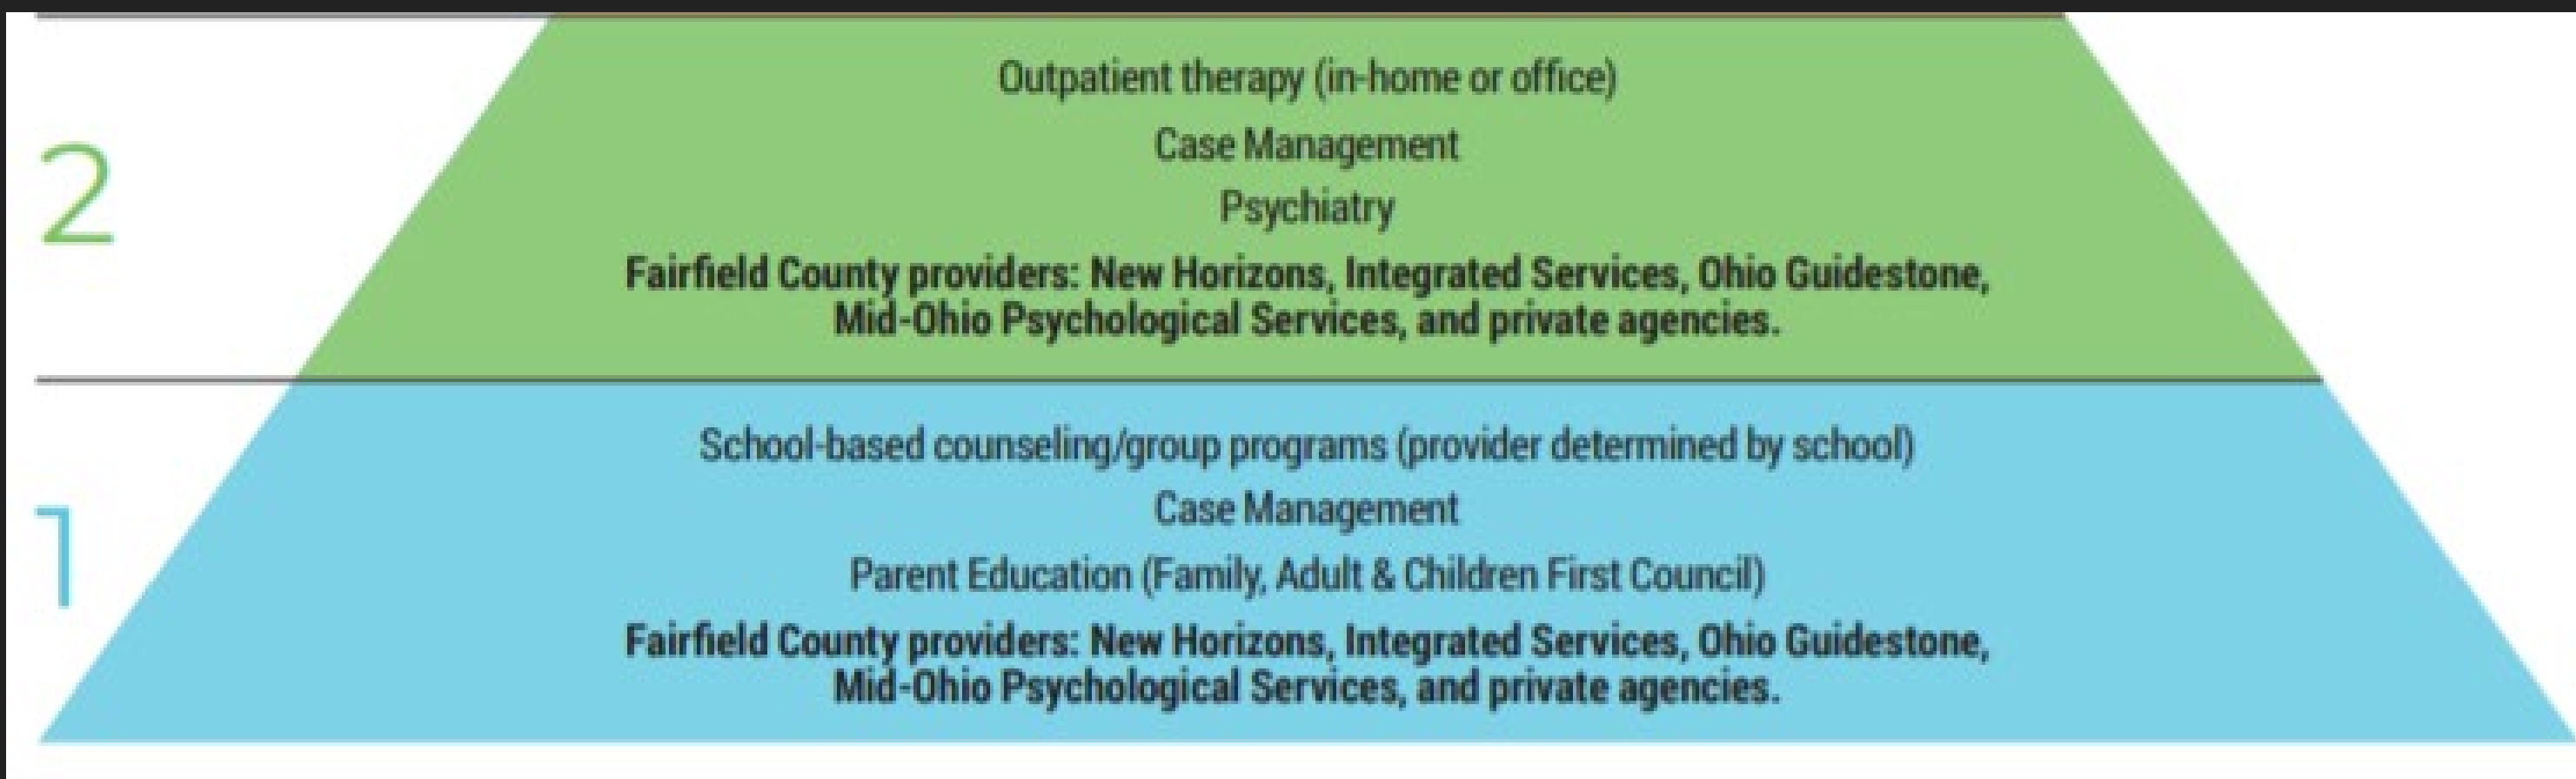 2
Outpatient therapy (in-home or office)
Case Management
Psychiatry
Fairfield County providers: New Horizons, Integrated Services, Ohio Guidestone,
Mid-Ohio Psychological Services, and private agencies.
1
School-based counseling/group programs (provider determined by school)
Case Management
Parent Education (Family, Adult & Children First Council)
Fairfield County providers: New Horizons, Integrated Services, Ohio Guidestone,
Mid-Ohio Psychological Services, and private agencies.